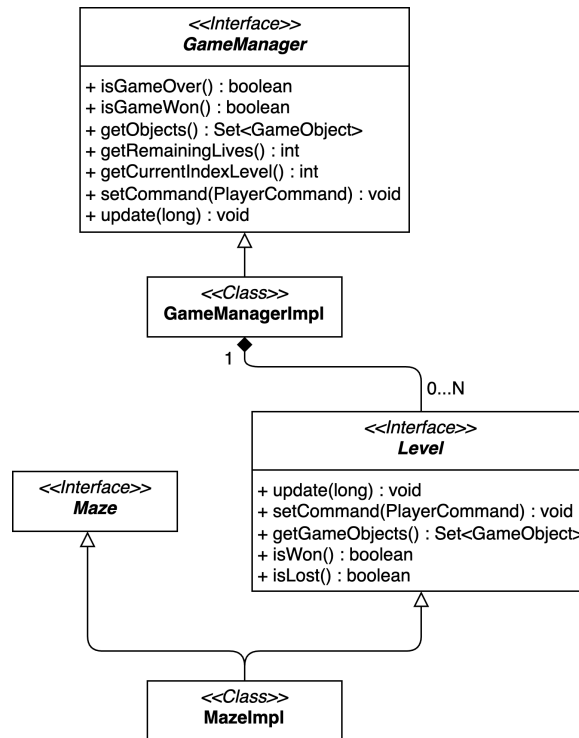 <<Interface>>
GameManager
+ isGameOver() : boolean
+ isGameWon() : boolean
+ getObjects() : Set<GameObject>
+ getRemainingLives() : int
+ getCurrentIndexLevel() : int
+ setCommand(PlayerCommand) : void
+ update(long) : void
<<Class>>
GameManagerImpl
1
0...N
<<Interface>>
Level
+ update(long) : void
+ setCommand(PlayerCommand) : void
+ getGameObjects() : Set<GameObject>
+ isWon() : boolean
+ isLost() : boolean
<<Interface>>
Maze
<<Class>>
MazeImpl